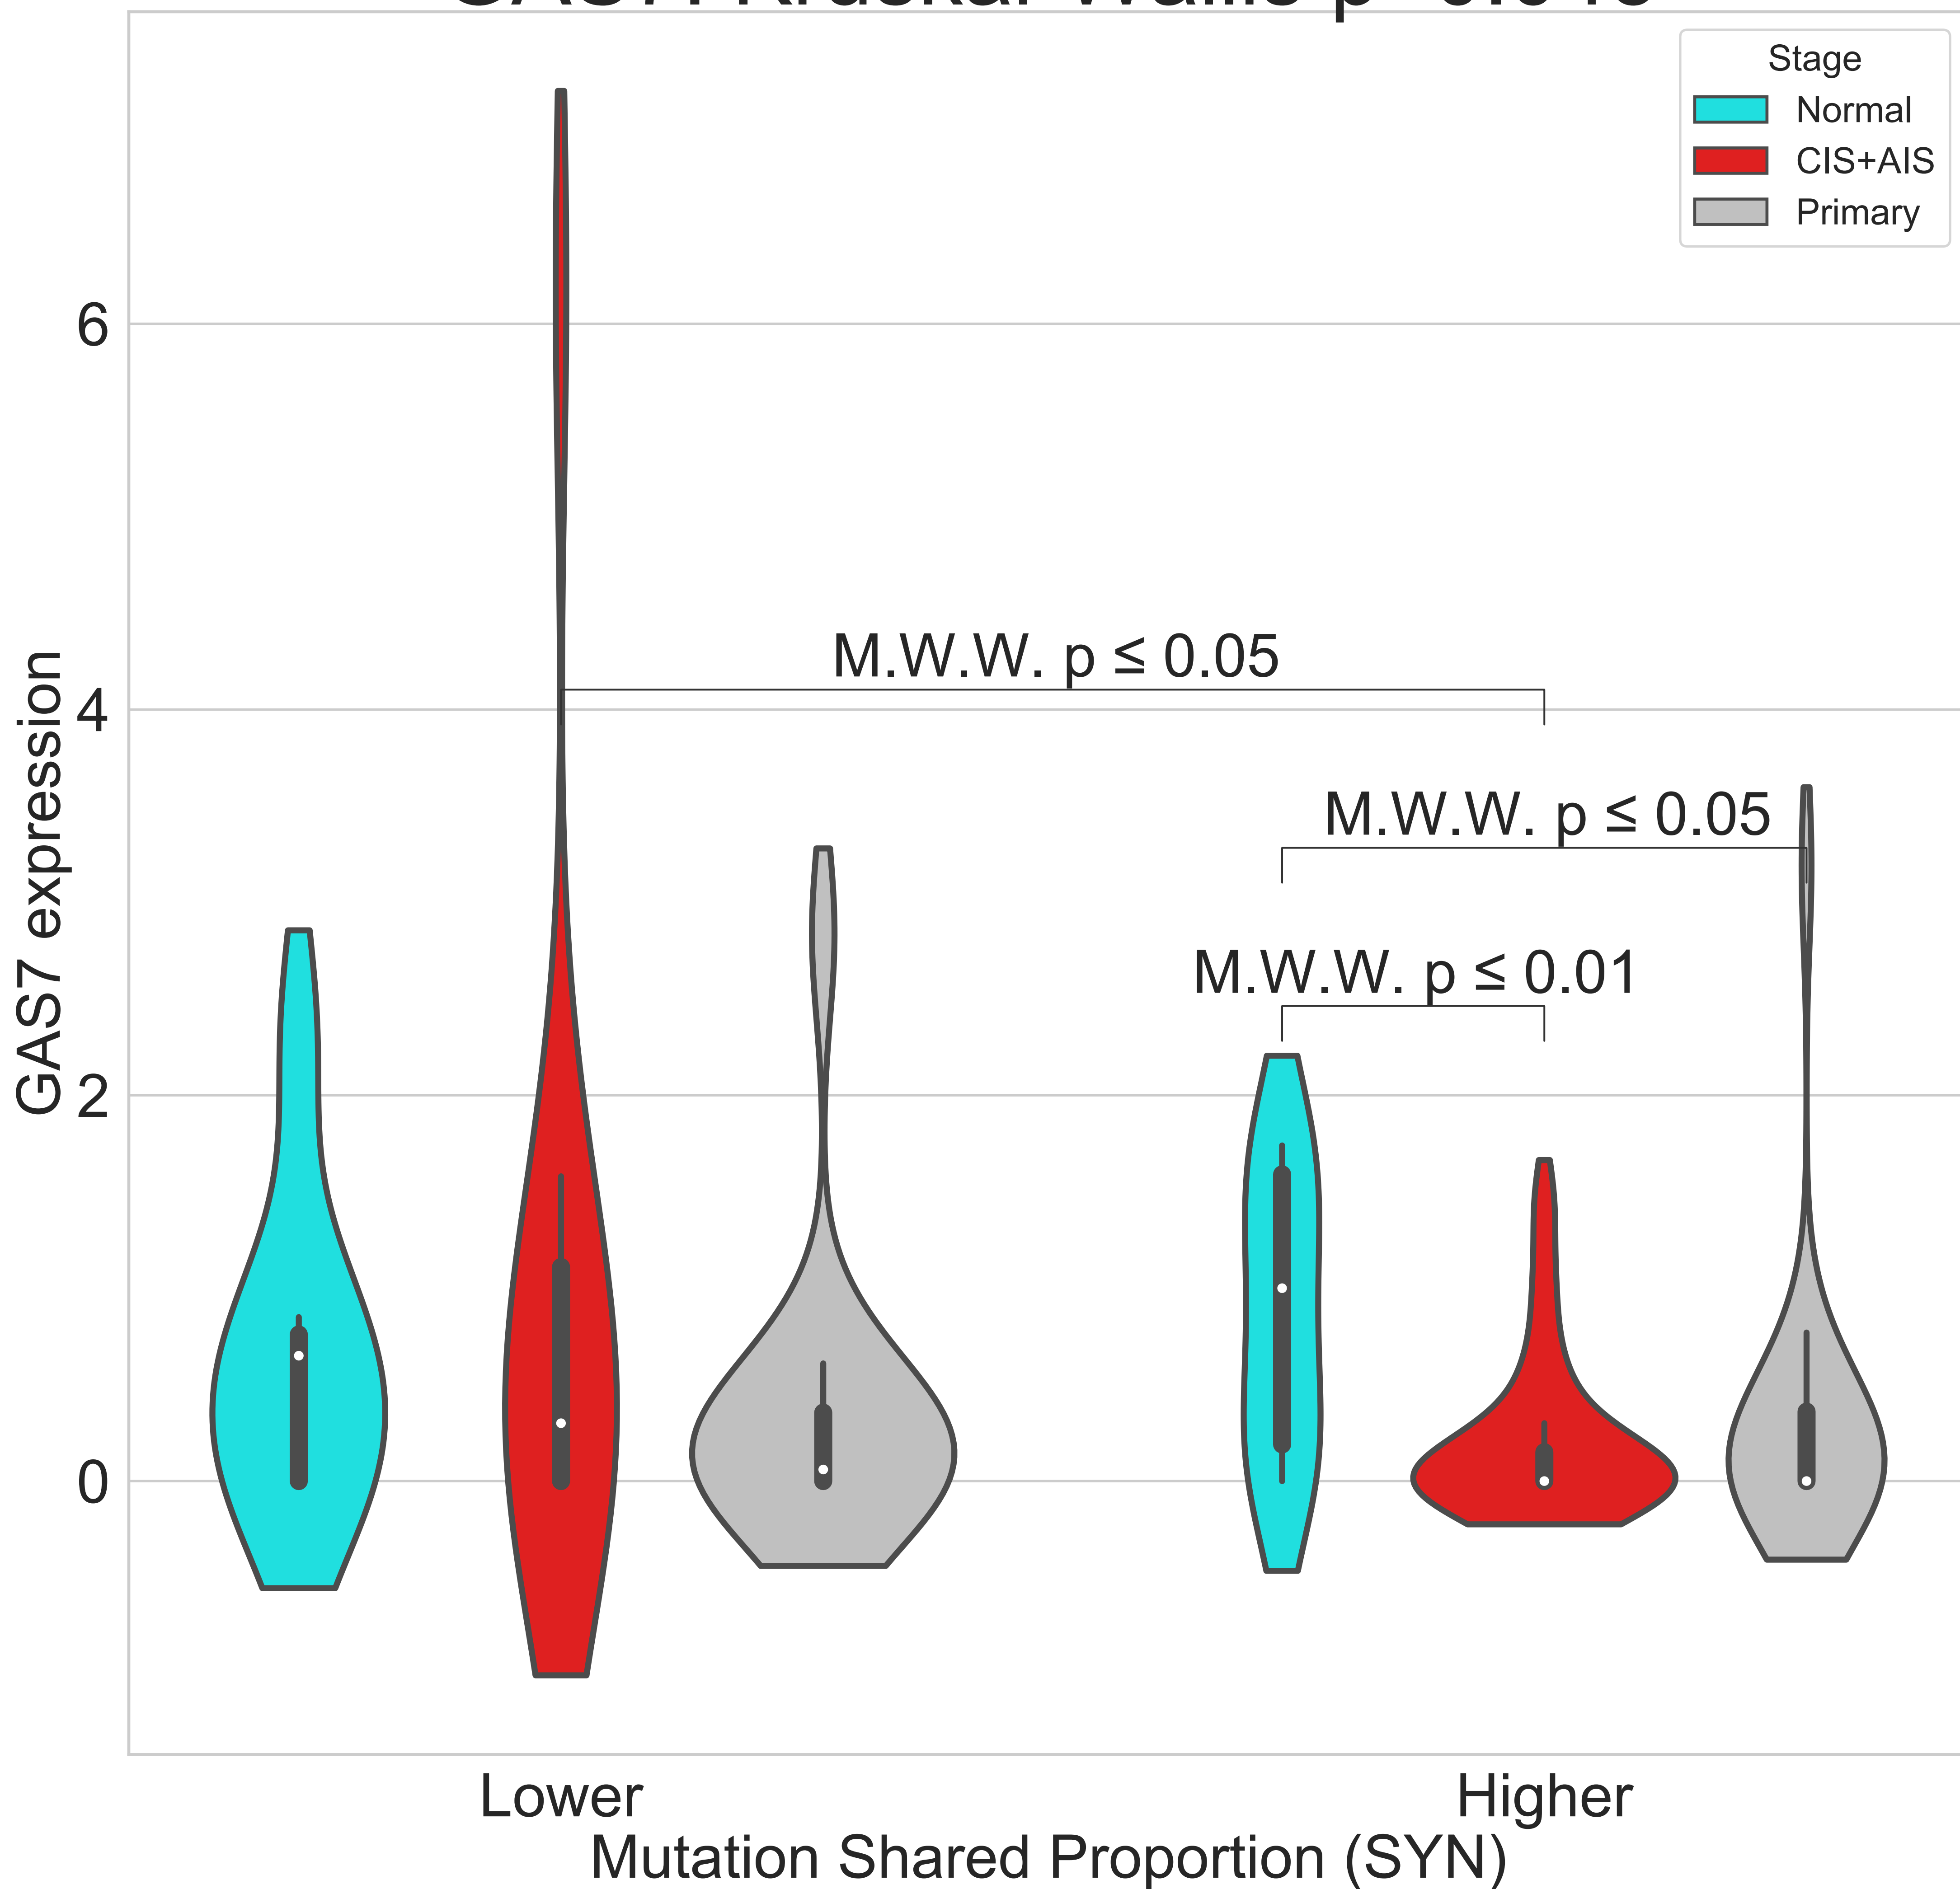 Stage
Normal
CIS+AIS
Primary
6
4
2
0
GAS7 expression
M.W.W. p ≤ 0.05
M.W.W. p ≤ 0.05
M.W.W. p ≤ 0.01
Lower
Higher
Mutation Shared Proportion (SYN)